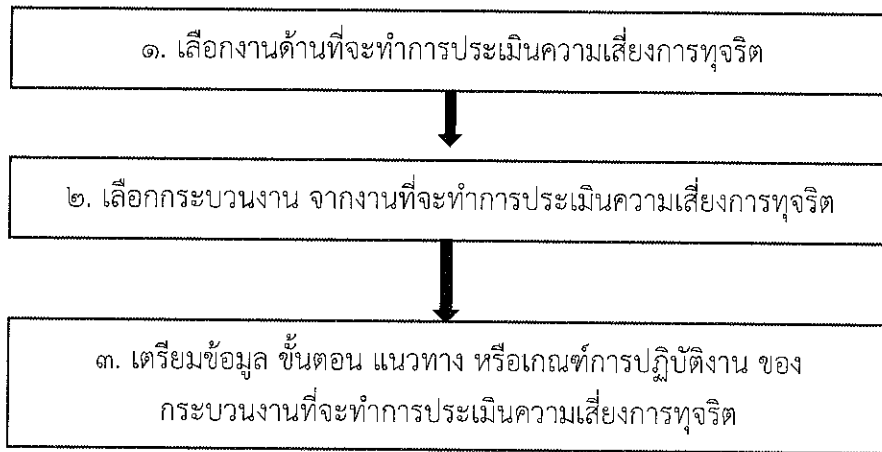 ๑. เลือกงานด้านที่จะทำการประเมินความเสี่ยงการทุจริต
๒. เลือกกระบวนงาน จากงานที่จะทำการประเมินความเสี่ยงการทุจริต
๓. เตรียมข้อมูล ขั้นตอน แนวทาง หรือเกณฑ์การปฏิบัติงาน ของ
กระบวนงานที่จะทำการประเมินความเสี่ยงการทุจริต